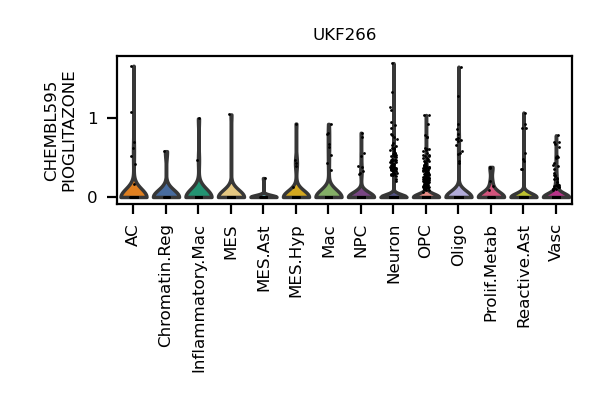 UKF266
CHEMBL595
PIOGLITAZONE
1
0
AC
Chromatin.Reg
Inflammatory.Mac
MES
MES.Ast
MES.Hyp
Mac
NPC
Neuron
OPC
Oligo
Prolif.Metab
Reactive.Ast
Vasc